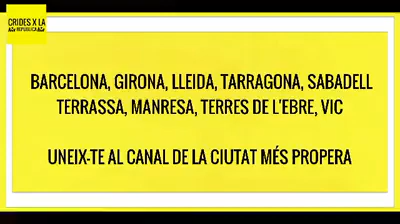 CRIDES X LA
REPÚBLICA
BARCELONA, GIRONA, LLEIDA, TARRAGONA, SABADELL
TERRASSA, MANRESA, TERRES DE L'EBRE, VIC
UNEIX-TE AL CANAL DE LA CIUTAT MÉS PROPERA